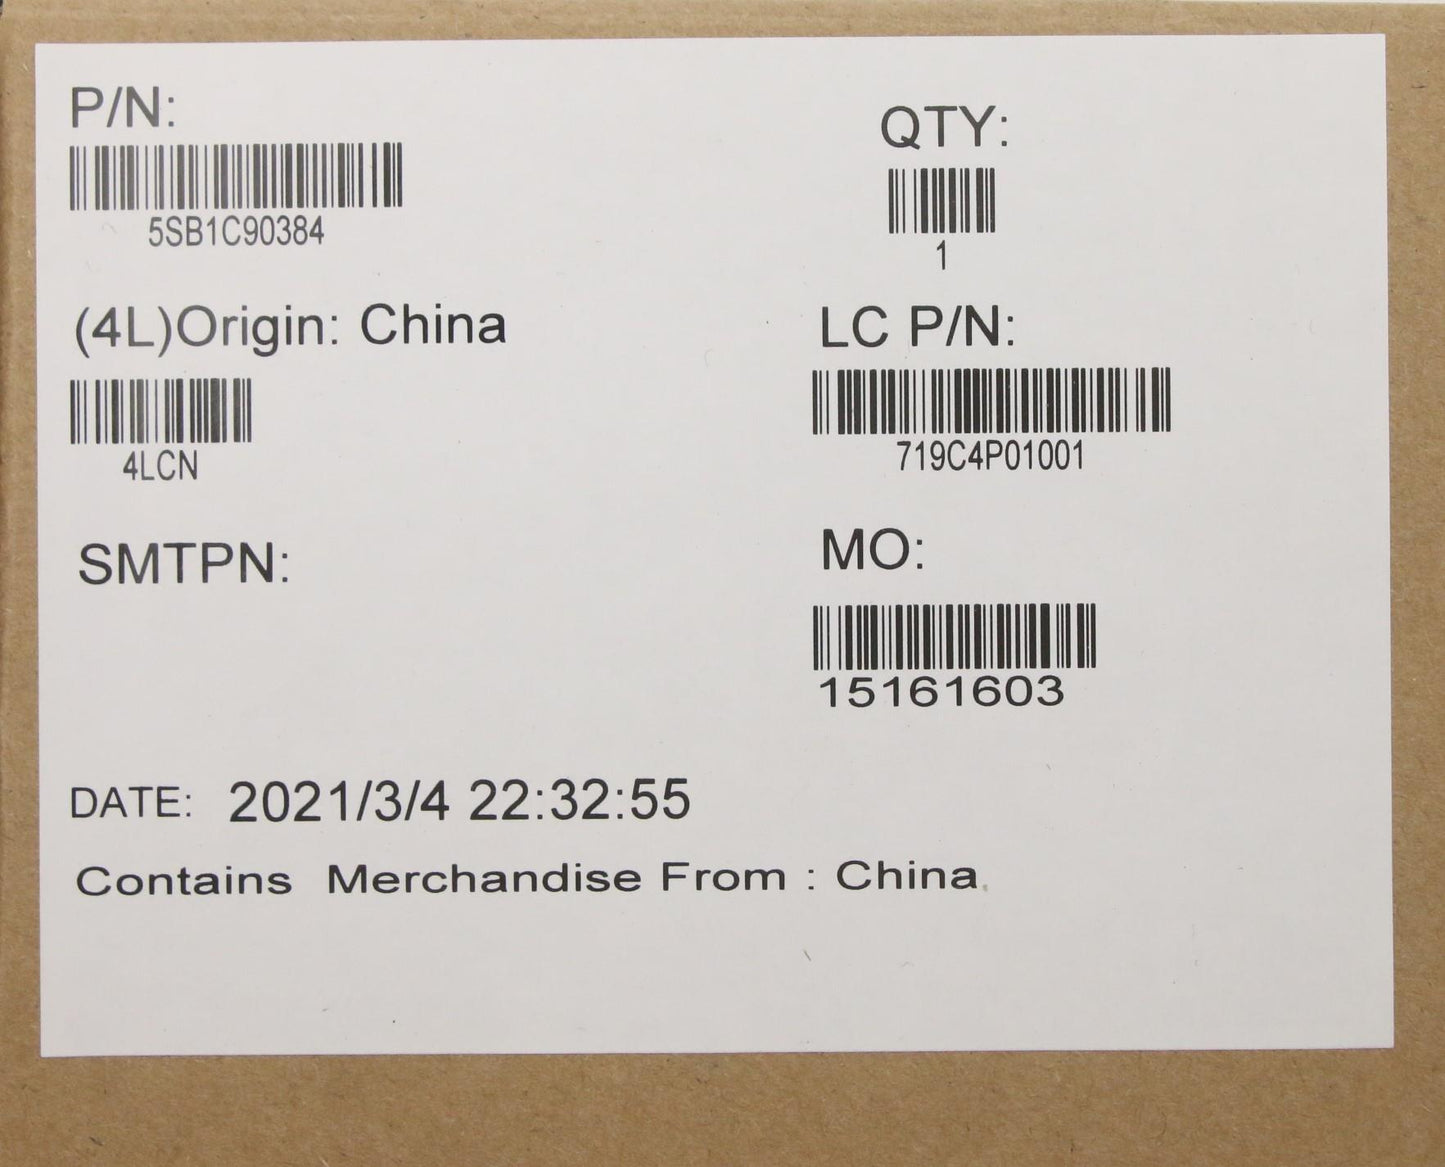 P/N:
5SB1C90384
QTY:
1
(4L)Origin: China
4LCN
LC P/N:
719C4P01001
SMTPN:
MO:
15161603
DATE: 2021/3/4 22:32:55
Contains Merchandise From : China